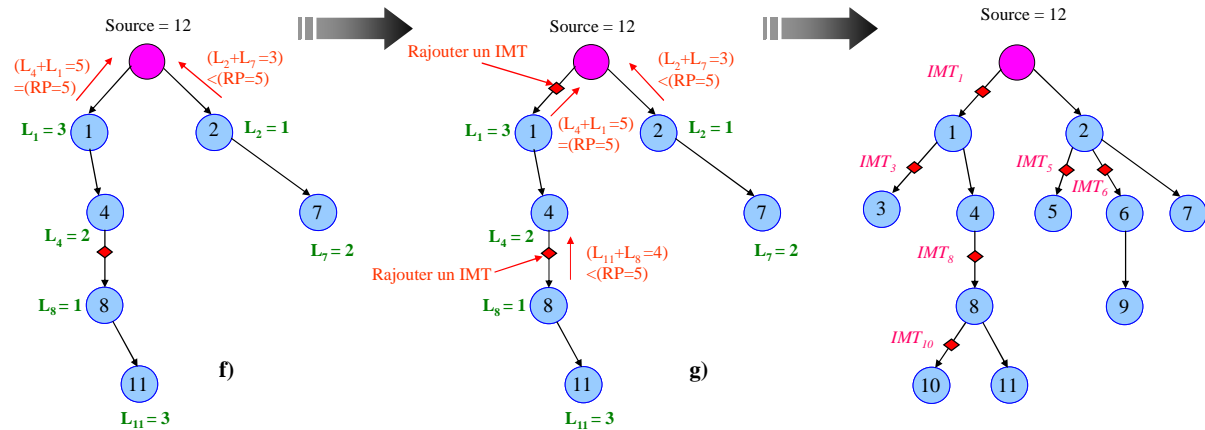 Source = 12
(L4+L1=5)
=(RP=5)
(L2+L7=3)
<(RP=5)
L1 = 3
1
2
L2 = 1
4
7
L4 = 2
L7 = 2
L8 = 1
8
11
f)
L11 = 3
Source = 12
Rajouter un IMT
(L2+L7=3)
<(RP=5)
L1 = 3
1
(L4+L1=5)
=(RP=5)
2
L2 = 1
4
7
L4 = 2
L7 = 2
Rajouter un IMT
(L11+L8=4)
<(RP=5)
L8 = 1
8
11
g)
L11 = 3
Source = 12
IMT1
1
2
IMT3
IMT5
IMT6
3
4
5
6
7
IMT8
8
9
IMT10
10
11